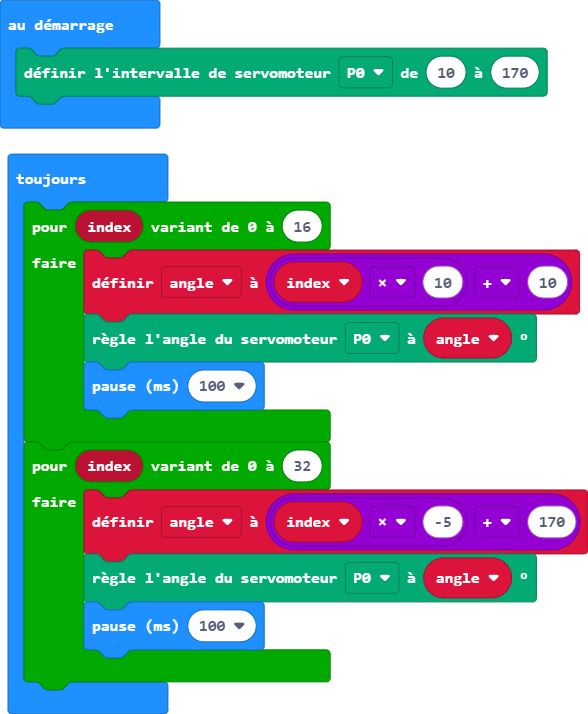 au démarrage
définir l'intervalle de servomoteur P0 de 10 à 170
toujours
pour index variant de 0 à 16
faire
définir angle à index × 10 + 10
règle l'angle du servomoteur P0 à angle °
pause (ms) 100
pour index variant de 0 à 32
faire
définir angle à index × -5 + 170
règle l'angle du servomoteur P0 à angle °
pause (ms) 100